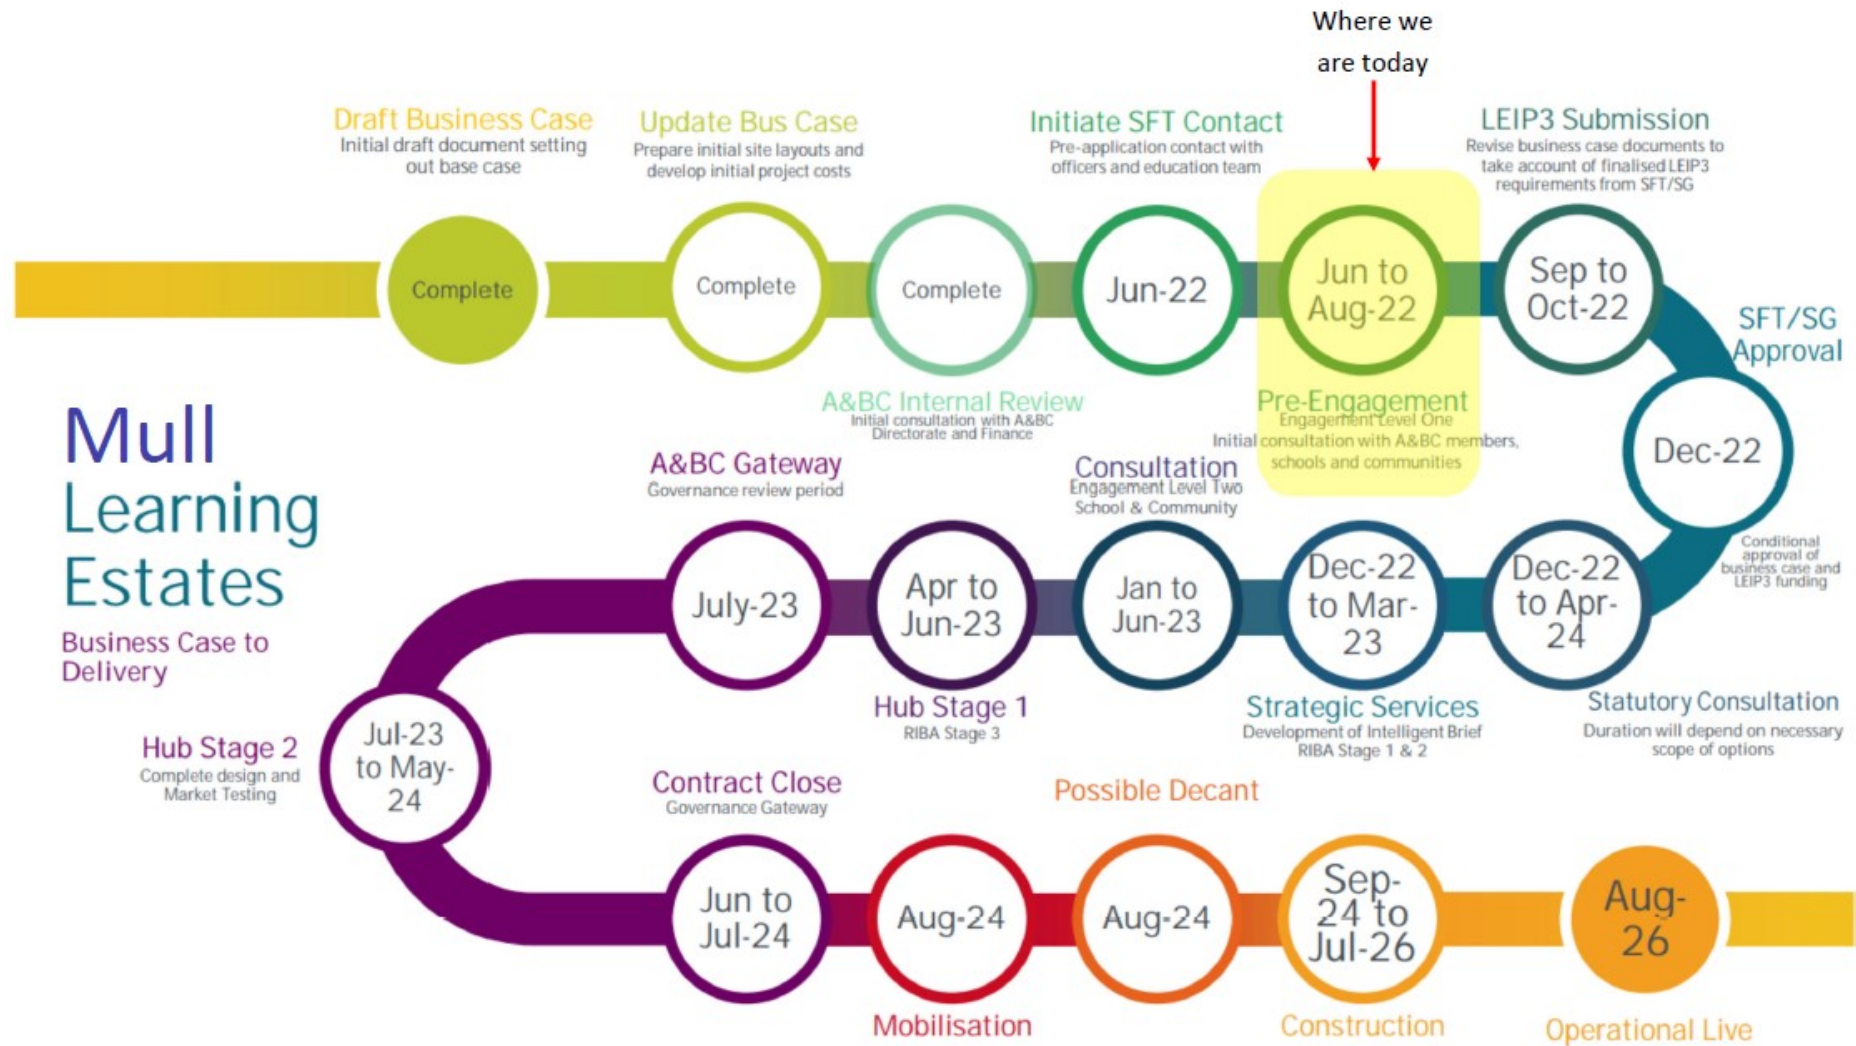 Where we
are today
Draft Business Case
Initial draft document setting
out base case
Complete
Update Bus Case
Prepare initial site layouts and
develop initial project costs
Complete
Complete
A&BC Internal Review
Initial consultation with A&BC
Directorate and Finance
Initiate SFT Contact
Pre-application contact with
officers and education team
Jun-22
Jun to
Aug-22
Pre-Engagement
Engagement Level One
Initial consultation with A&BC members,
schools and communities
LEIP3 Submission
Revise business case documents to
take account of finalised LEIP3
requirements from SFT/SG
Sep to
Oct-22
SFT/SG
Approval
Dec-22
Conditional
approval of
business case and
LEIP3 funding
Mull
Learning
Estates
Business Case to
Delivery
Dec-22
to Apr-
24
Statutory Consultation
Duration will depend on necessary
scope of options
Dec-22
to Mar-
23
Strategic Services
Development of Intelligent Brief
RIBA Stage 1 & 2
Consultation
Engagement Level Two
School & Community
Jan to
Jun-23
Apr to
Jun-23
Hub Stage 1
RIBA Stage 3
A&BC Gateway
Governance review period
July-23
Hub Stage 2
Complete design and
Market Testing
Jul-23
to May-
24
Contract Close
Governance Gateway
Jun to
Jul-24
Aug-24
Mobilisation
Possible Decant
Aug-24
Sep-
24 to
Jul-26
Construction
Aug-
26
Operational Live